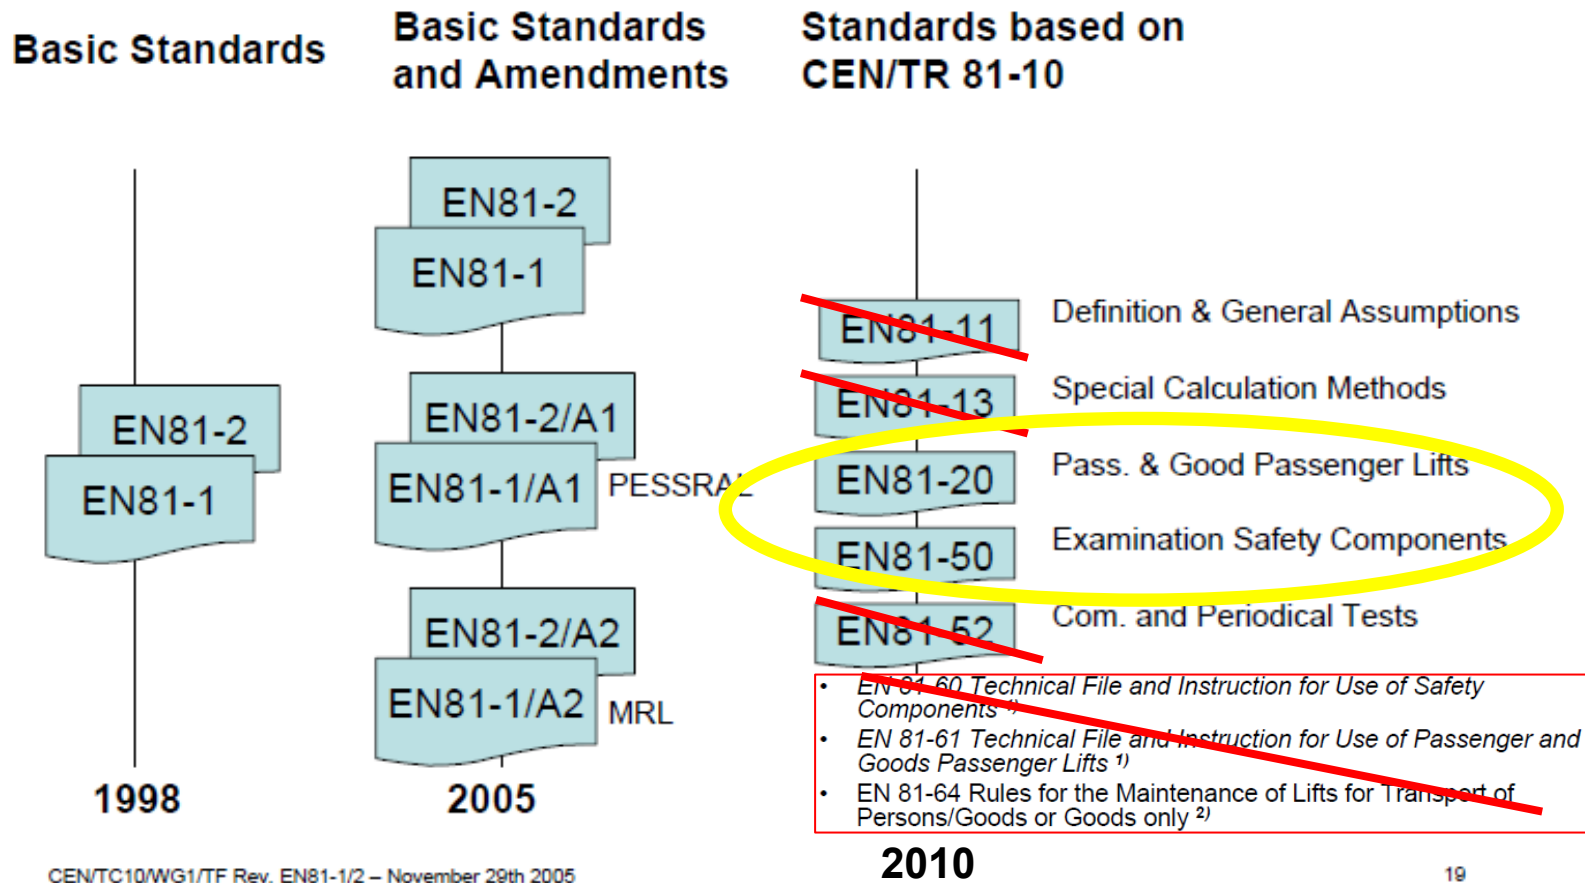 Basic Standards
Basic Standards
and Amendments
Standards based on
CEN/TR 81-10
EN81-2
EN81-1
1998
EN81-2
EN81-1
EN81-2/A1
EN81-1/A1
PESSRAL
EN81-2/A2
EN81-1/A2
MRL
2005
EN81-11
Definition & General Assumptions
EN81-13
Special Calculation Methods
EN81-20
Pass. & Good Passenger Lifts
EN81-50
Examination Safety Components
EN81-52
Com. and Periodical Tests
• EN 81-60 Technical File and Instruction for Use of Safety
Components 1)
• EN 81-61 Technical File and Instruction for Use of Passenger and
Goods Passenger Lifts 1)
• EN 81-64 Rules for the Maintenance of Lifts for Transport of
Persons/Goods or Goods only 2)
2010
CEN/TC10/WG1/TF Rev. EN81-1/2 – November 29th 2005
19